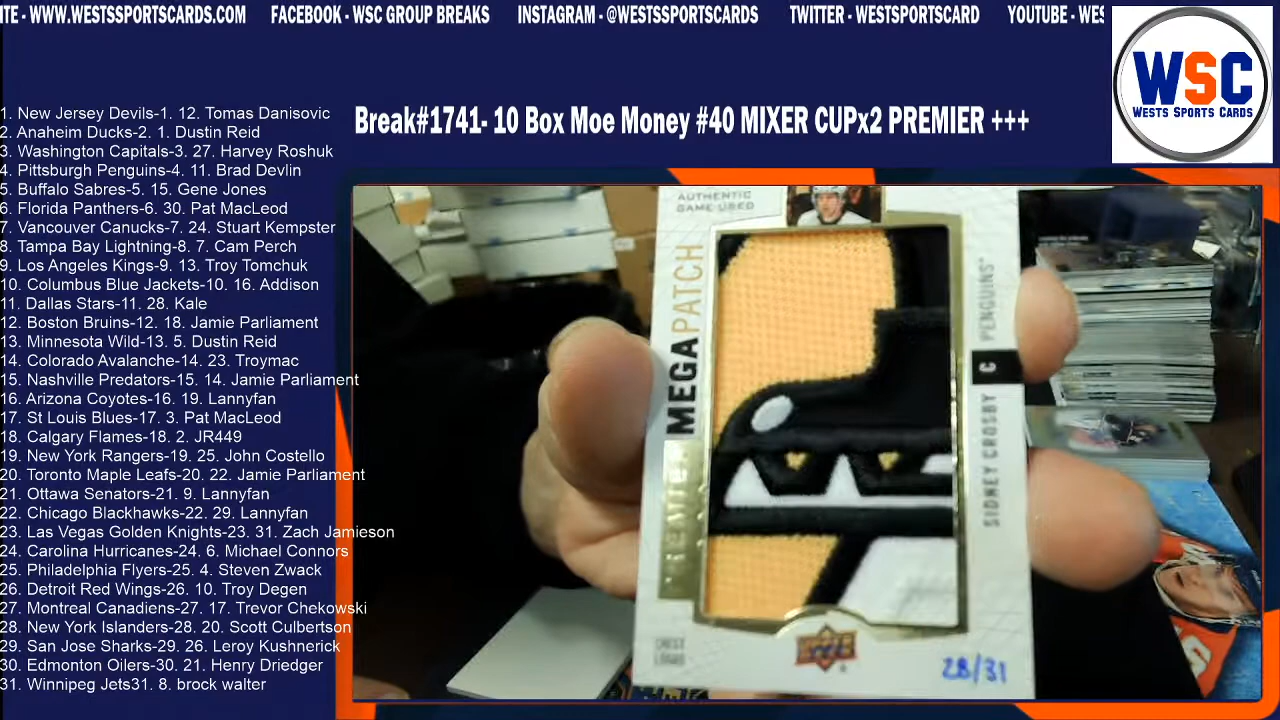 ITE - WWW.WESTSSPORTSCARDS.COM FACEBOOK - WSC GROUP BREAKS INSTAGRAM - @WESTSSPORTSCARDS TWITTER - WESTSPORTSCARD YOUTUBE - WES
WSC
WESTS SPORTS CARDS
Break#1741- 10 Box Moe Money #40 MIXER CUPx2 PREMIER +++
1. New Jersey Devils-1. 12. Tomas Danisovic
2. Anaheim Ducks-2. 1. Dustin Reid
3. Washington Capitals-3. 27. Harvey Roshuk
4. Pittsburgh Penguins-4. 11. Brad Devlin
5. Buffalo Sabres-5. 15. Gene Jones
6. Florida Panthers-6. 30. Pat MacLeod
7. Vancouver Canucks-7. 24. Stuart Kempster
8. Tampa Bay Lightning-8. 7. Cam Perch
9. Los Angeles Kings-9. 13. Troy Tomchuk
10. Columbus Blue Jackets-10. 16. Addison
11. Dallas Stars-11. 28. Kale
12. Boston Bruins-12. 18. Jamie Parliament
13. Minnesota Wild-13. 5. Dustin Reid
14. Colorado Avalanche-14. 23. Troymac
15. Nashville Predators-15. 14. Jamie Parliament
16. Arizona Coyotes-16. 19. Lannyfan
17. St Louis Blues-17. 3. Pat MacLeod
18. Calgary Flames-18. 2. JR449
19. New York Rangers-19. 25. John Costello
20. Toronto Maple Leafs-20. 22. Jamie Parliament
21. Ottawa Senators-21. 9. Lannyfan
22. Chicago Blackhawks-22. 29. Lannyfan
23. Las Vegas Golden Knights-23. 31. Zach Jamieson
24. Carolina Hurricanes-24. 6. Michael Connors
25. Philadelphia Flyers-25. 4. Steven Zwack
26. Detroit Red Wings-26. 10. Troy Degen
27. Montreal Canadiens-27. 17. Trevor Chekowski
28. New York Islanders-28. 20. Scott Culbertson
29. San Jose Sharks-29. 26. Leroy Kushnerick
30. Edmonton Oilers-30. 21. Henry Driedger
31. Winnipeg Jets31. 8. brock walter
AUTHENTIC
GAME USED
PREMIER MEGAPATCH
SIDNEY CROSBY C PENGUINS
CREST
LOGO
28/31